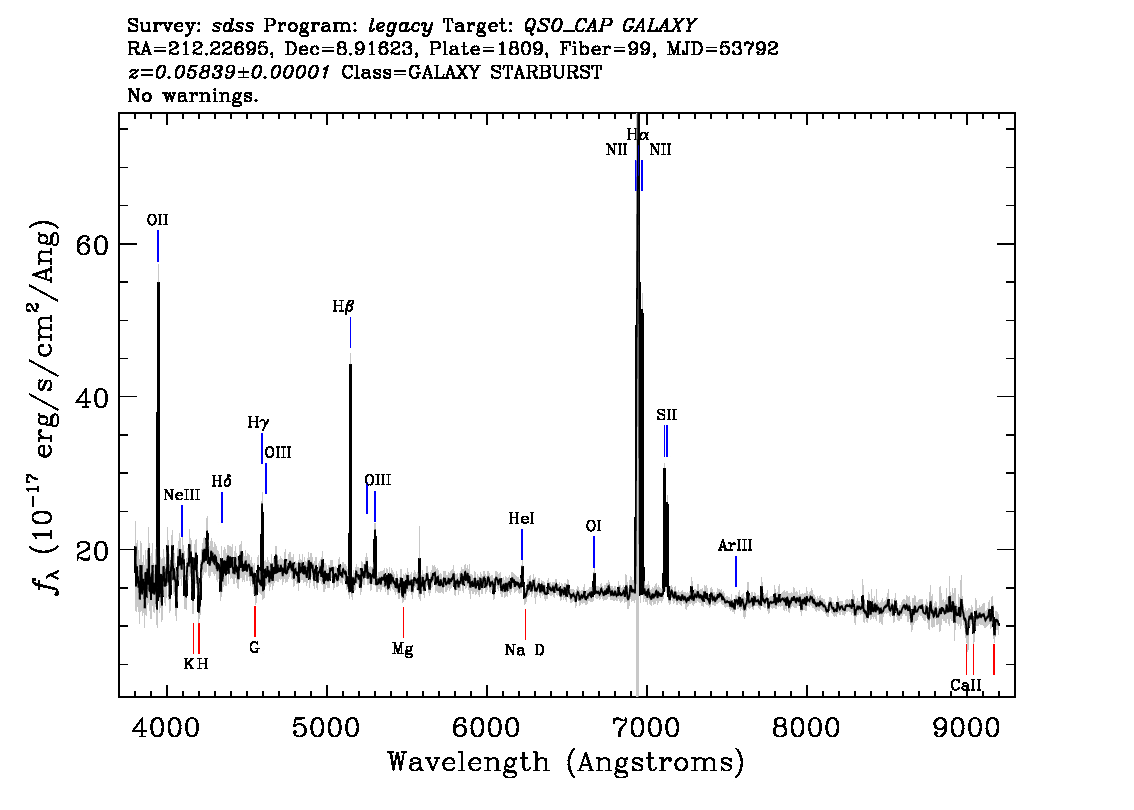 Survey: sdss Program: legacy Target: QSO_CAP GALAXY
RA=212.22695, Dec=8.91623, Plate=1809, Fiber=99, MJD=53792
z=0.05839±0.00001 Class=GALAXY STARBURST
No warnings.
Hα
NII NII
OII
Hβ
Hγ
SII
OIII
Hδ
OIII
NeIII
HeI
OI
ArIII
G
Mg
Na D
K H
CaII
60
40
20
4000 5000 6000 7000 8000 9000
Wavelength (Angstroms)
fλ (10⁻¹⁷ erg/s/cm²/Ang)